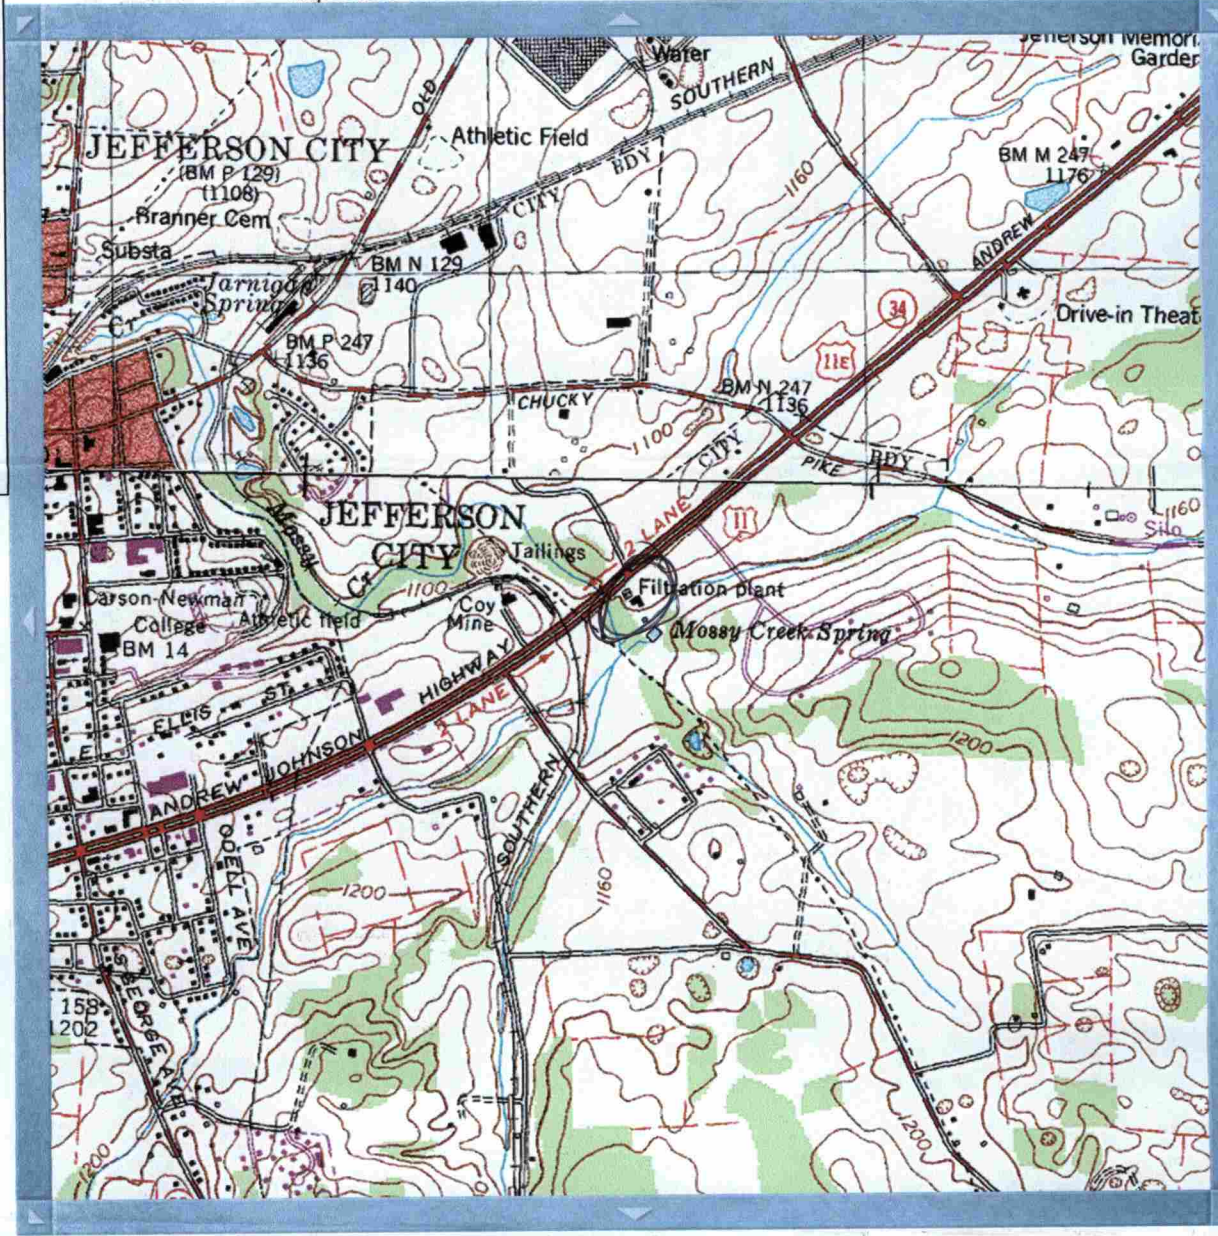 Jefferson Memori
Garden
Water
SOUTHERN
OLD
Athletic Field
JEFFERSON CITY
(BM P 129)
(1108)
BDY
CITY
1160
BM M 247
1176
Branner Cem
Substa
ANDREW
BM N 129
1140
Jarnigan
Spring
Cr
34
Drive-in Theat
BM P 247
1136
11E
BM N 247
1136
CHUCKY
1100
CITY
BDY
PIKE
JEFFERSON
CITY
Mossy
Cr
2 LANE
11
1160
Silo
Tailings
1100
Filtration plant
Carson-Newman
College
Athletic field
Coy
Mine
Mossy Creek Spring
BM 14
HIGHWAY
2 LANE
ELLIS
ST
E
JOHNSON
ANDREW
1200
SOUTHERN
ODELL AVE
1200
1160
GEORGE AVE
158
1202
1200
1200